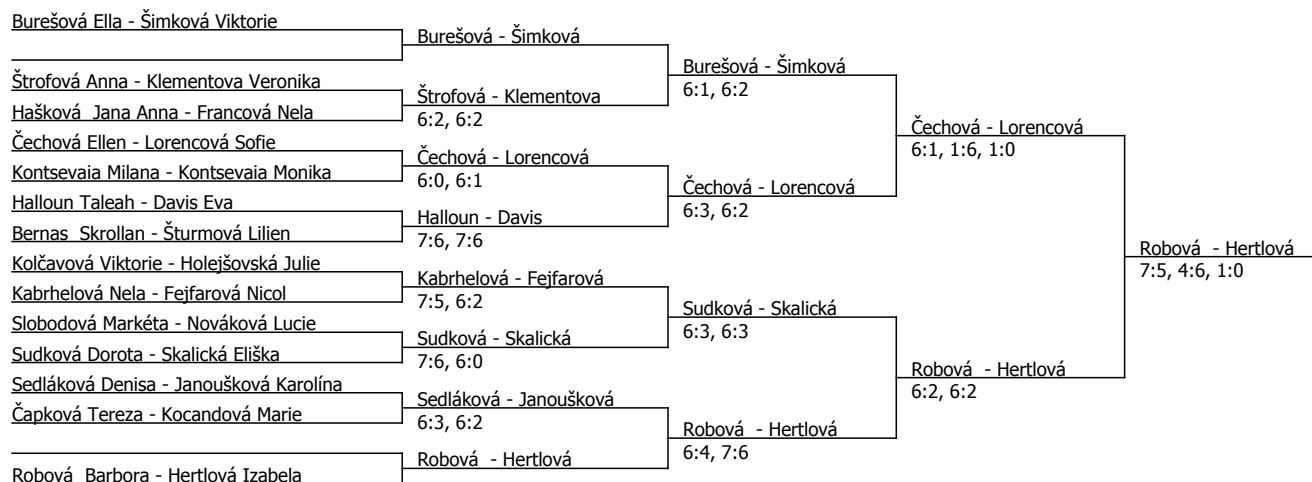 Burešová Ella - Šimková Viktorie
Štrofová Anna - Klementova Veronika
Hašková  Jana Anna - Francová Nela
Čechová Ellen - Lorencová Sofie
Kontsevaia Milana - Kontsevaia Monika
Halloun Taleah - Davis Eva
Bernas  Skrollan - Šturmová Lilien
Kolčavová Viktorie - Holejšovská Julie
Kabrhelová Nela - Fejfarová Nicol
Slobodová Markéta - Nováková Lucie
Sudková Dorota - Skalická Eliška
Sedláková Denisa - Janoušková Karolína
Čapková Tereza - Kocandová Marie
Robová  Barbora - Hertlová Izabela
Burešová - Šimková
Štrofová - Klementova
6:2, 6:2
Čechová - Lorencová
6:0, 6:1
Halloun - Davis
7:6, 7:6
Kabrhelová - Fejfarová
7:5, 6:2
Sudková - Skalická
7:6, 6:0
Sedláková - Janoušková
6:3, 6:2
Robová  - Hertlová
Burešová - Šimková
6:1, 6:2
Čechová - Lorencová
6:3, 6:2
Sudková - Skalická
6:3, 6:3
Robová  - Hertlová
6:4, 7:6
Čechová - Lorencová
6:1, 1:6, 1:0
Robová  - Hertlová
6:2, 6:2
Robová  - Hertlová
7:5, 4:6, 1:0